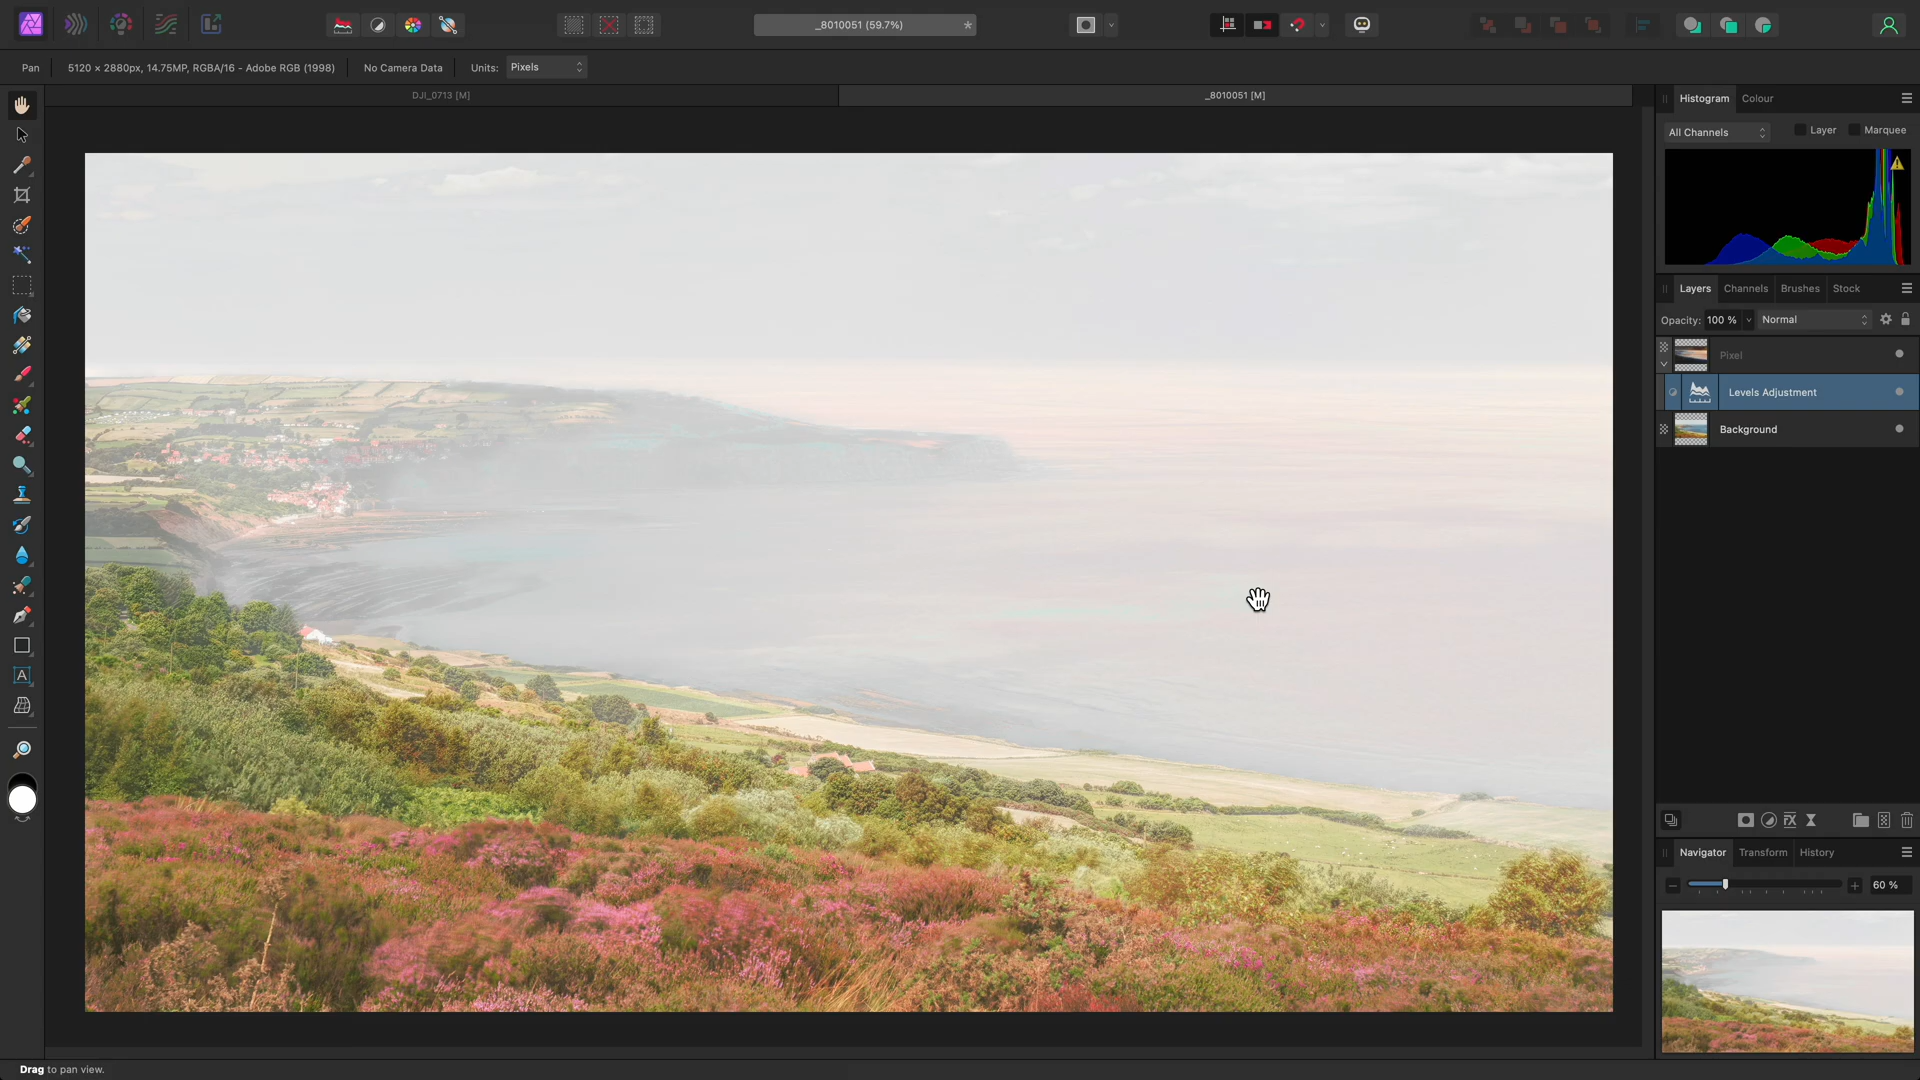 _8010051 (59.7%)
*
Pan
5120 × 2880px, 14.75MP, RGBA/16 - Adobe RGB (1998)
No Camera Data
Units:
Pixels
DJI_0713 [M]
_8010051 [M]
Histogram
Colour
All Channels
Layer
Marquee
Layers
Channels
Brushes
Stock
Opacity:
100 %
Normal
Pixel
Levels Adjustment
Background
Navigator
Transform
History
60 %
Drag to pan view.